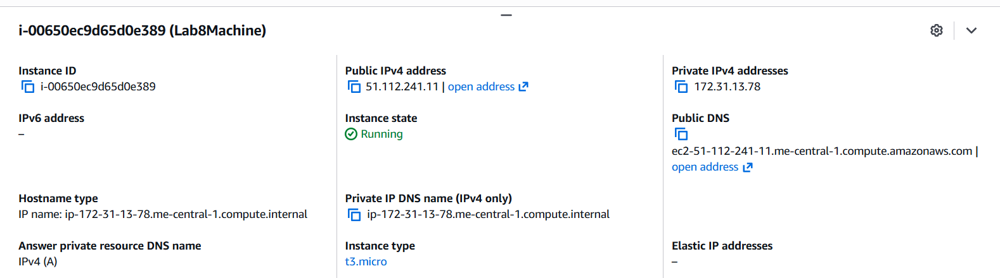 i-00650ec9d65d0e389 (Lab8Machine)
Instance ID
i-00650ec9d65d0e389
Public IPv4 address
51.112.241.11 | open address
Private IPv4 addresses
172.31.13.78
IPv6 address
–
Instance state
Running
Public DNS
ec2-51-112-241-11.me-central-1.compute.amazonaws.com |
open address
Hostname type
IP name: ip-172-31-13-78.me-central-1.compute.internal
Private IP DNS name (IPv4 only)
ip-172-31-13-78.me-central-1.compute.internal
Answer private resource DNS name
IPv4 (A)
Instance type
t3.micro
Elastic IP addresses
–